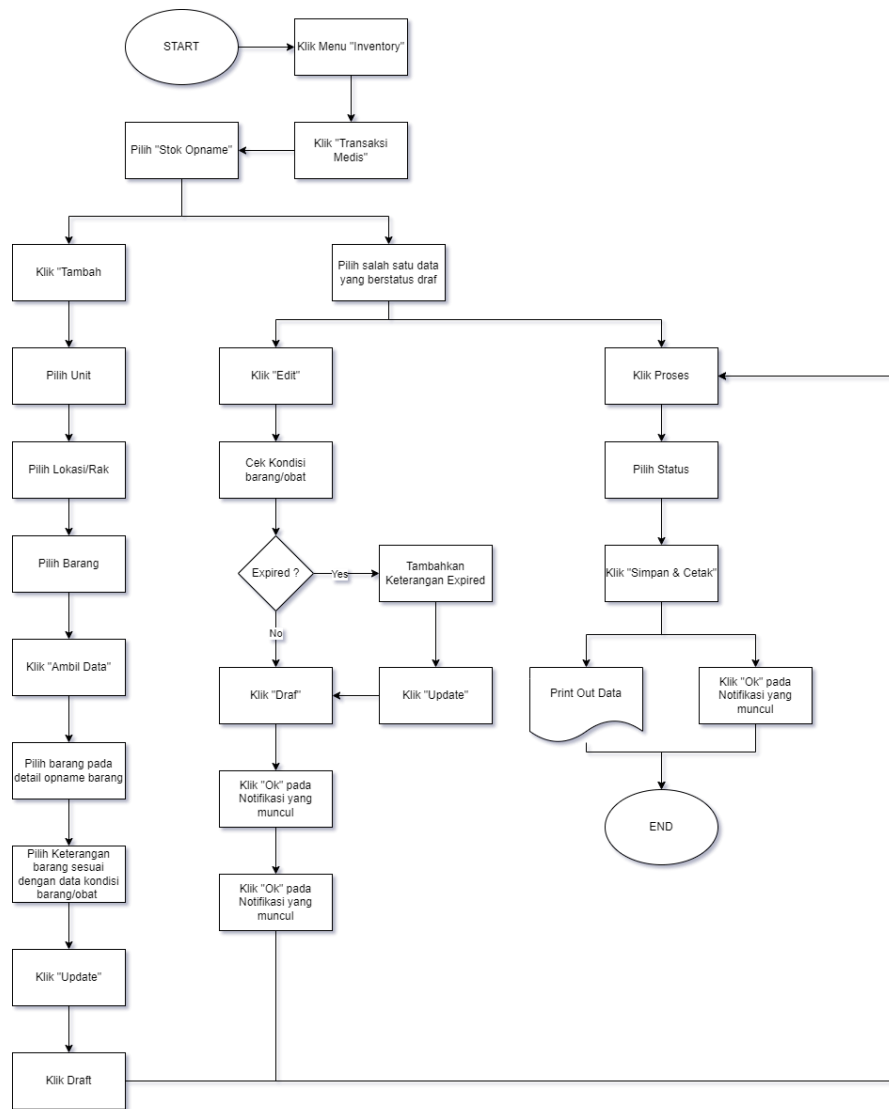 START
Klik Menu "Inventory"
Pilih "Stok Opname"
Klik "Transaksi
Medis"
Klik "Tambah
Pilih salah satu data
yang berstatus draf
Pilih Unit
Klik "Edit"
Klik Proses
Pilih Lokasi/Rak
Cek Kondisi
barang/obat
Pilih Status
Pilih Barang
Expired ?
Yes
Tambahkan
Keterangan Expired
Klik "Simpan & Cetak"
No
Klik "Ambil Data"
Klik "Draf"
Klik "Update"
Print Out Data
Klik "Ok" pada
Notifikasi yang
muncul
Pilih barang pada
detail opname barang
Klik "Ok" pada
Notifikasi yang
muncul
END
Pilih Keterangan
barang sesuai
dengan data kondisi
barang/obat
Klik "Ok" pada
Notifikasi yang
muncul
Klik "Update"
Klik Draft